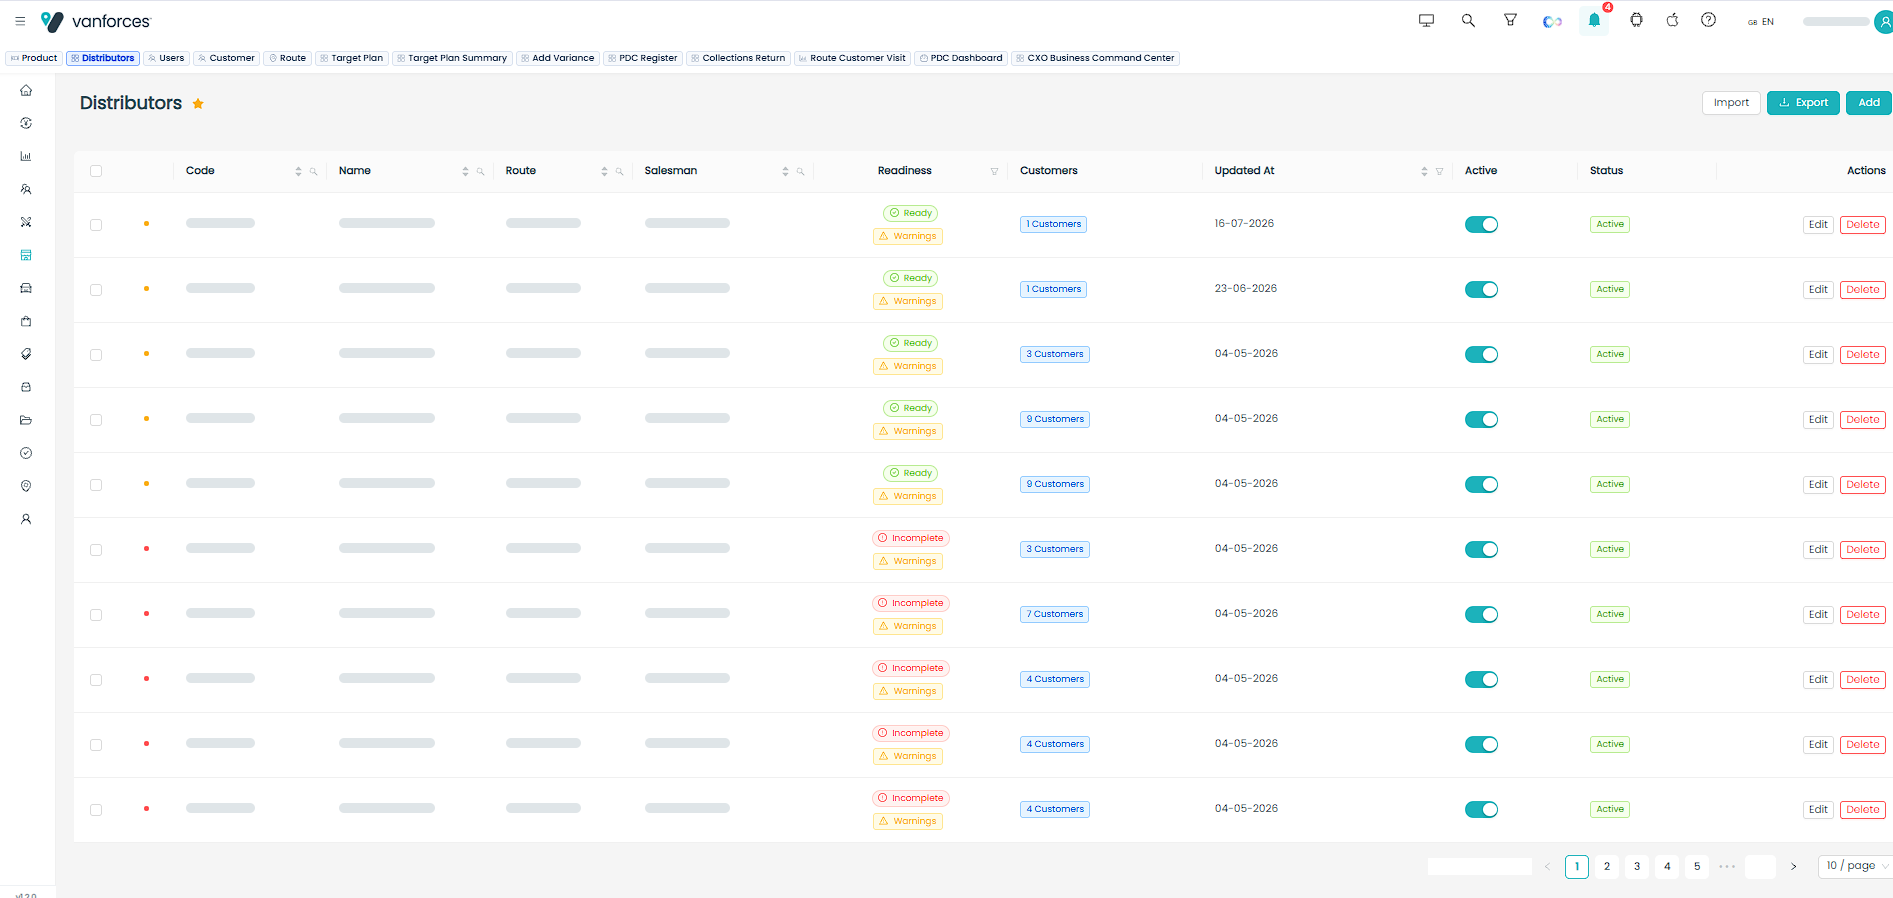 vanforces
4
GB EN
Product Distributors Users Customer Route Target Plan Target Plan Summary Add Variance PDC Register Collections Return Route Customer Visit PDC Dashboard CXO Business Command Center
Distributors
Import Export Add
Code Name Route Salesman Readiness Customers Updated At Active Status Actions
Ready
Warnings
1 Customers 16-07-2026 Active Edit Delete
Ready
Warnings
1 Customers 23-06-2026 Active Edit Delete
Ready
Warnings
3 Customers 04-05-2026 Active Edit Delete
Ready
Warnings
9 Customers 04-05-2026 Active Edit Delete
Ready
Warnings
9 Customers 04-05-2026 Active Edit Delete
Incomplete
Warnings
3 Customers 04-05-2026 Active Edit Delete
Incomplete
Warnings
7 Customers 04-05-2026 Active Edit Delete
Incomplete
Warnings
4 Customers 04-05-2026 Active Edit Delete
Incomplete
Warnings
4 Customers 04-05-2026 Active Edit Delete
Incomplete
Warnings
4 Customers 04-05-2026 Active Edit Delete
1 2 3 4 5 ••• 10 / page